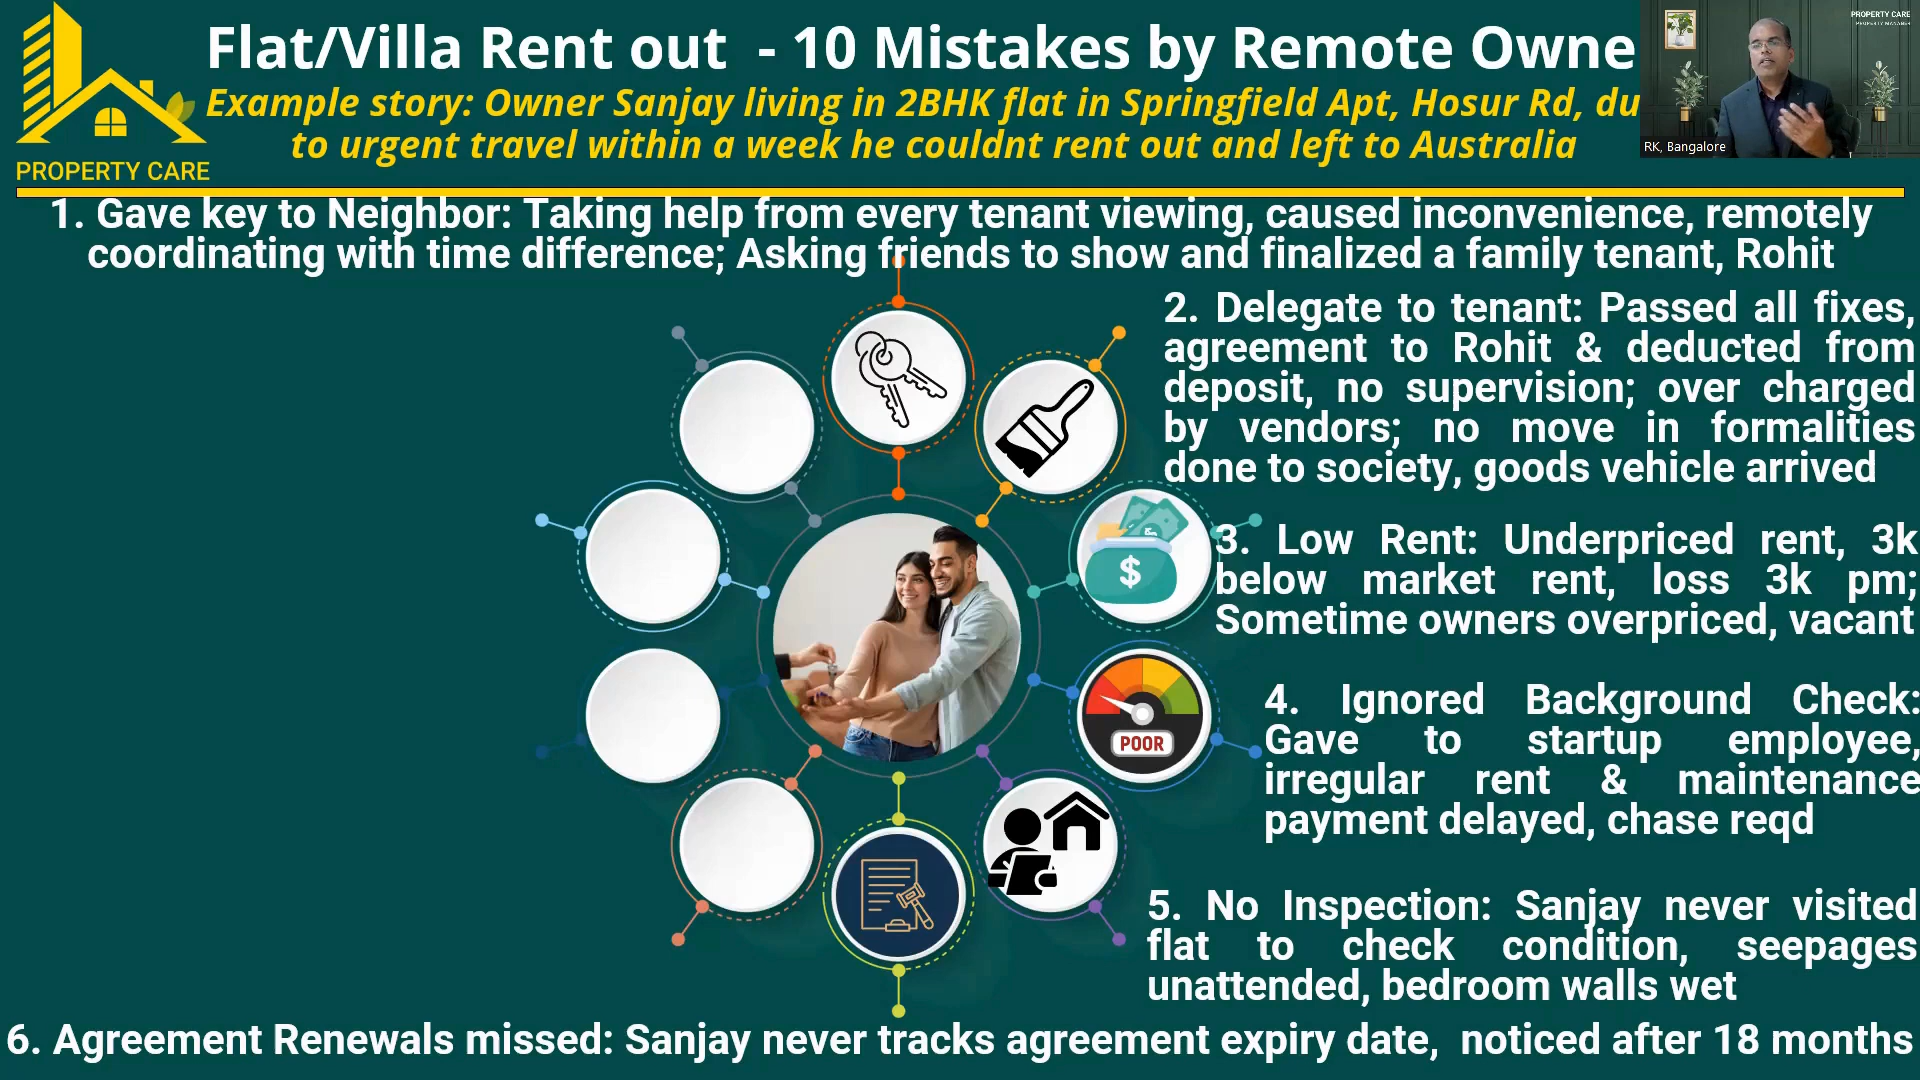 Flat/Villa Rent out - 10 Mistakes by Remote Owne
Example story: Owner Sanjay living in 2BHK flat in Springfield Apt, Hosur Rd, du
to urgent travel within a week he couldnt rent out and left to Australia
PROPERTY CARE
PROPERTY CARE
PROPERTY MANAGER
RK, Bangalore
1. Gave key to Neighbor: Taking help from every tenant viewing, caused inconvenience, remotely
coordinating with time difference; Asking friends to show and finalized a family tenant, Rohit
2. Delegate to tenant: Passed all fixes,
agreement to Rohit & deducted from
deposit, no supervision; over charged
by vendors; no move in formalities
done to society, goods vehicle arrived
$
3. Low Rent: Underpriced rent, 3k
below market rent, loss 3k pm;
Sometime owners overpriced, vacant
POOR
4. Ignored Background Check:
Gave to startup employee,
irregular rent & maintenance
payment delayed, chase reqd
5. No Inspection: Sanjay never visited
flat to check condition, seepages
unattended, bedroom walls wet
6. Agreement Renewals missed: Sanjay never tracks agreement expiry date, noticed after 18 months